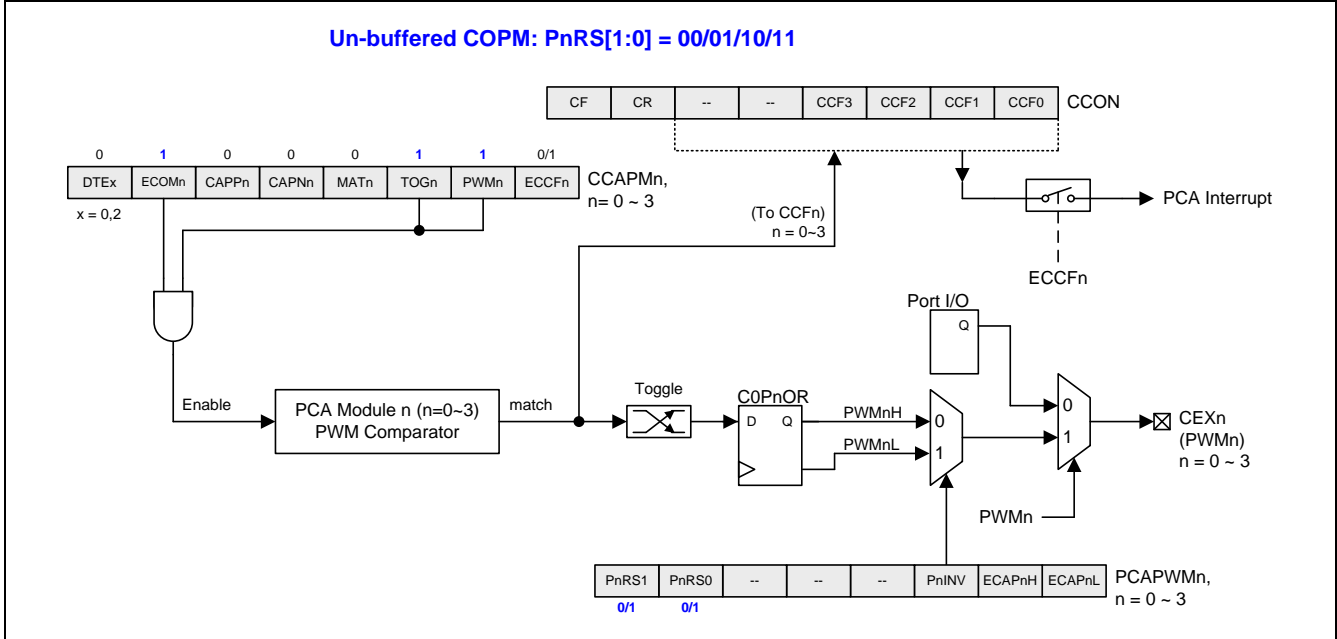 Un-buffered COPM: PnRS[1:0] = 00/01/10/11
CF CR -- -- CCF3 CCF2 CCF1 CCF0 CCON
0 1 0 0 0 1 1 0/1
DTEx ECOMn CAPPn CAPNn MATn TOGn PWMn ECCFn CCAPMn,
n= 0 ~ 3
x = 0,2
(To CCFn)
n = 0~3
PCA Interrupt
ECCFn
Port I/O
Q
Enable
PCA Module n (n=0~3)
PWM Comparator
match
Toggle
C0PnOR
D Q
PWMnH
PWMnL
0
1
0
1
CEXn
(PWMn)
n = 0 ~ 3
PWMn
PnRS1 PnRS0 -- -- -- PnINV ECAPnH ECAPnL PCAPWMn,
n = 0 ~ 3
0/1 0/1